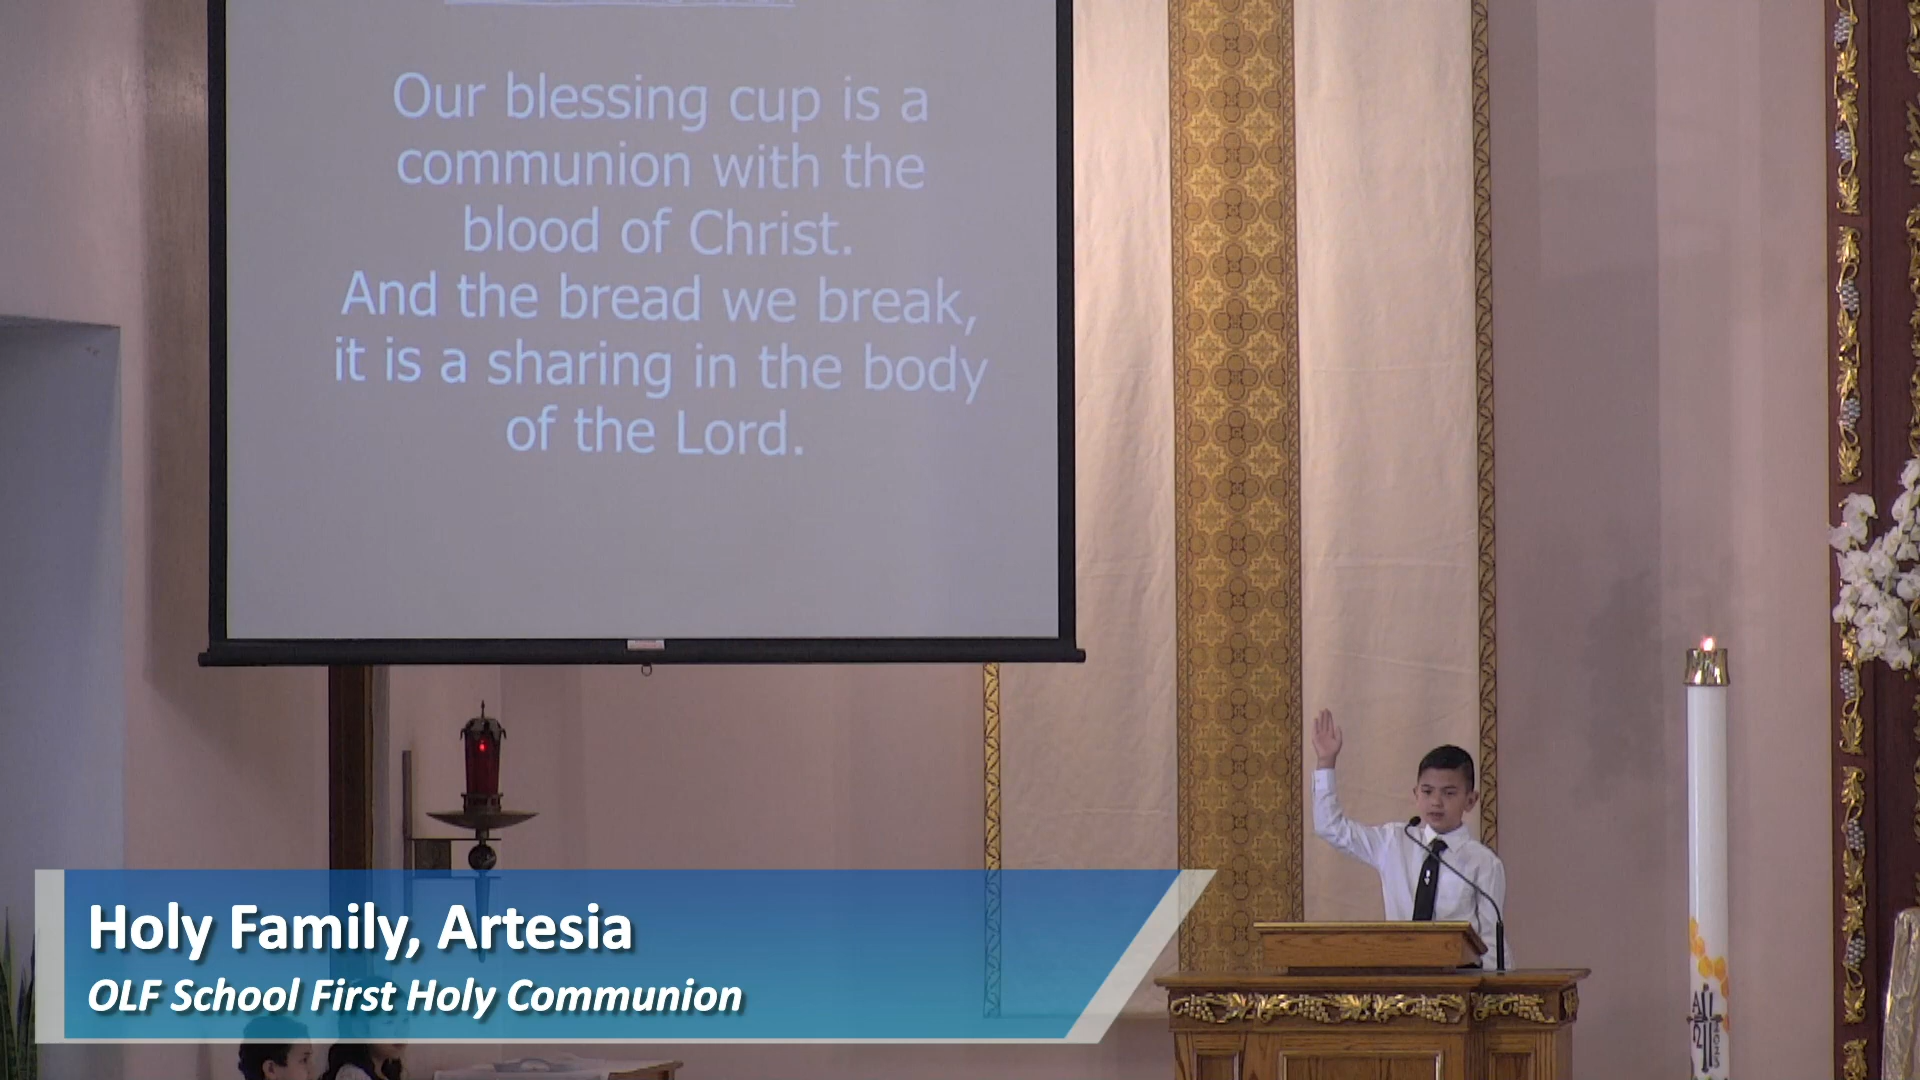 Our blessing cup is a
communion with the
blood of Christ.
And the bread we break,
it is a sharing in the body
of the Lord.
Holy Family, Artesia
OLF School First Holy Communion